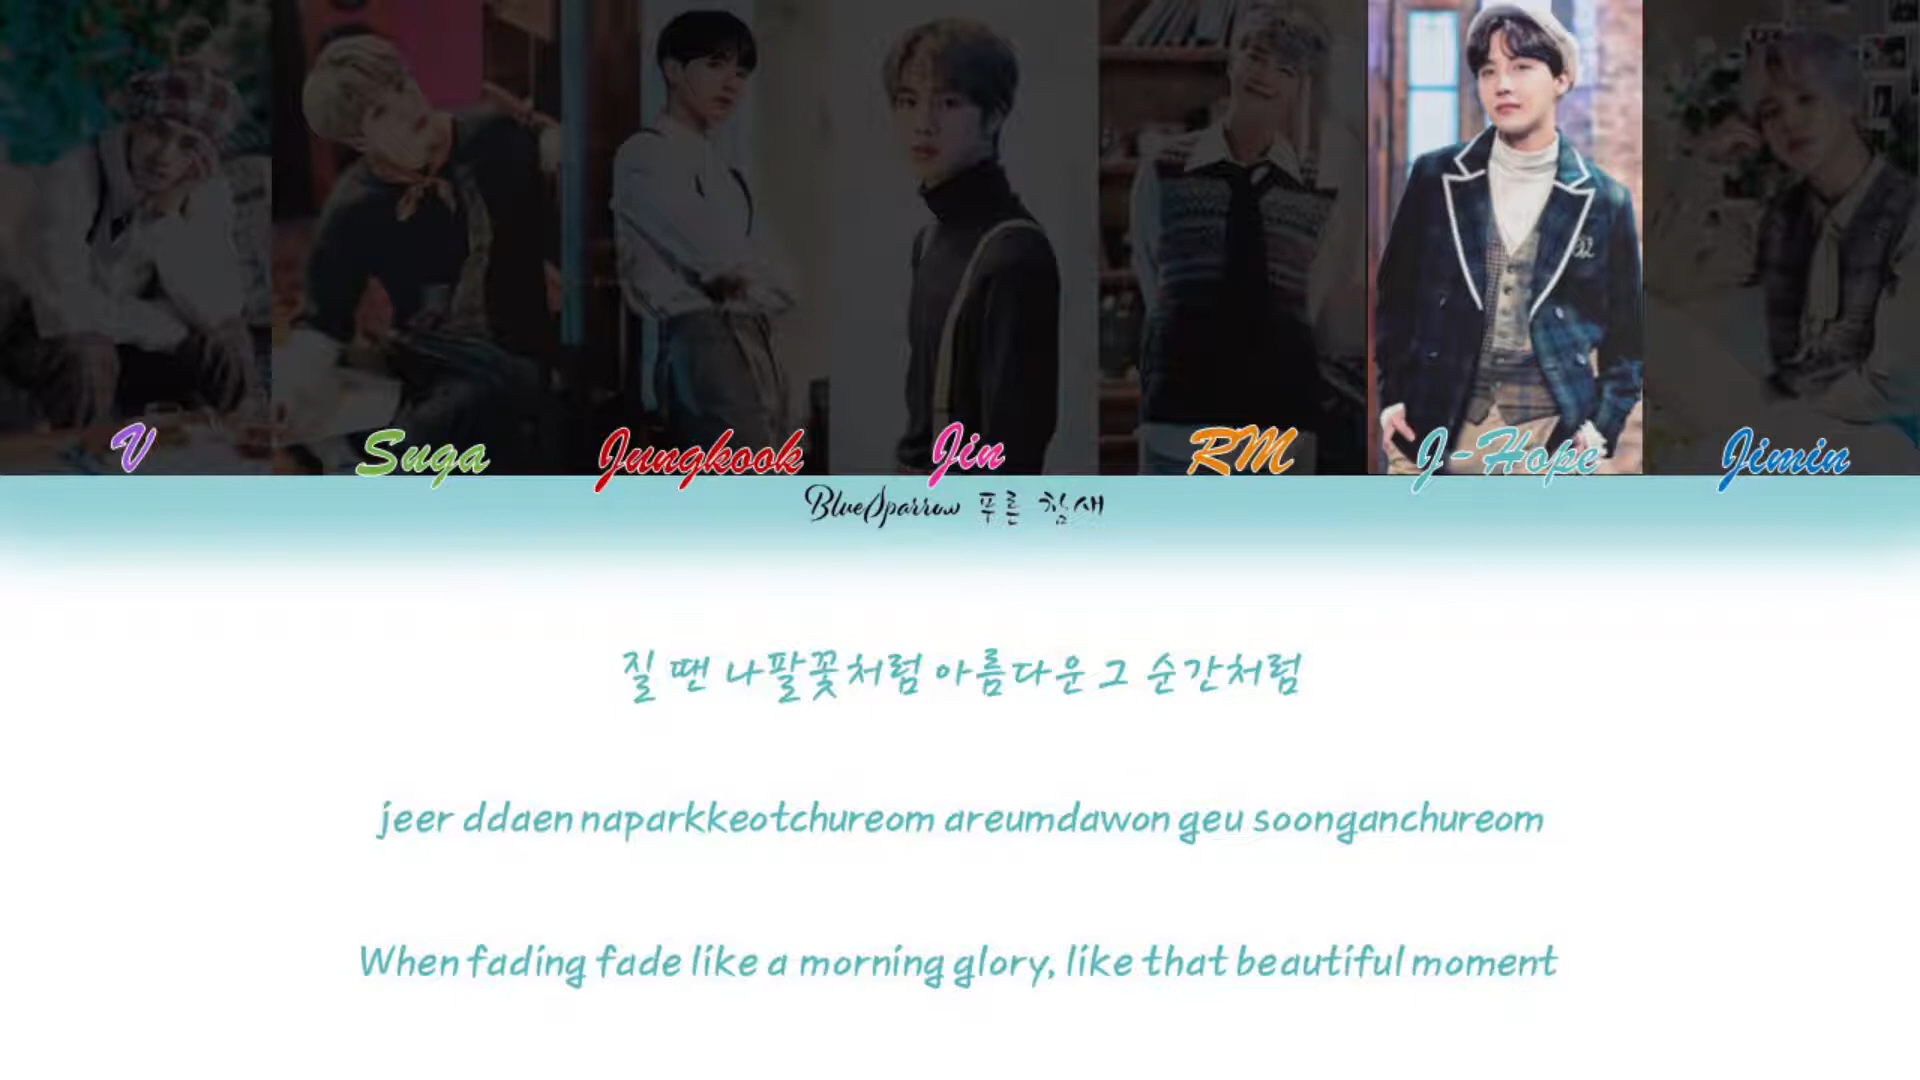 V Suga Jungkook Jin RM J-Hope Jimin
BlueSparrow 푸른 참새
질 땐 나팔꽃처럼 아름다운 그 순간처럼
jeer ddaen naparkkeotchureom areumdawon geu soonganchureom
When fading fade like a morning glory, like that beautiful moment